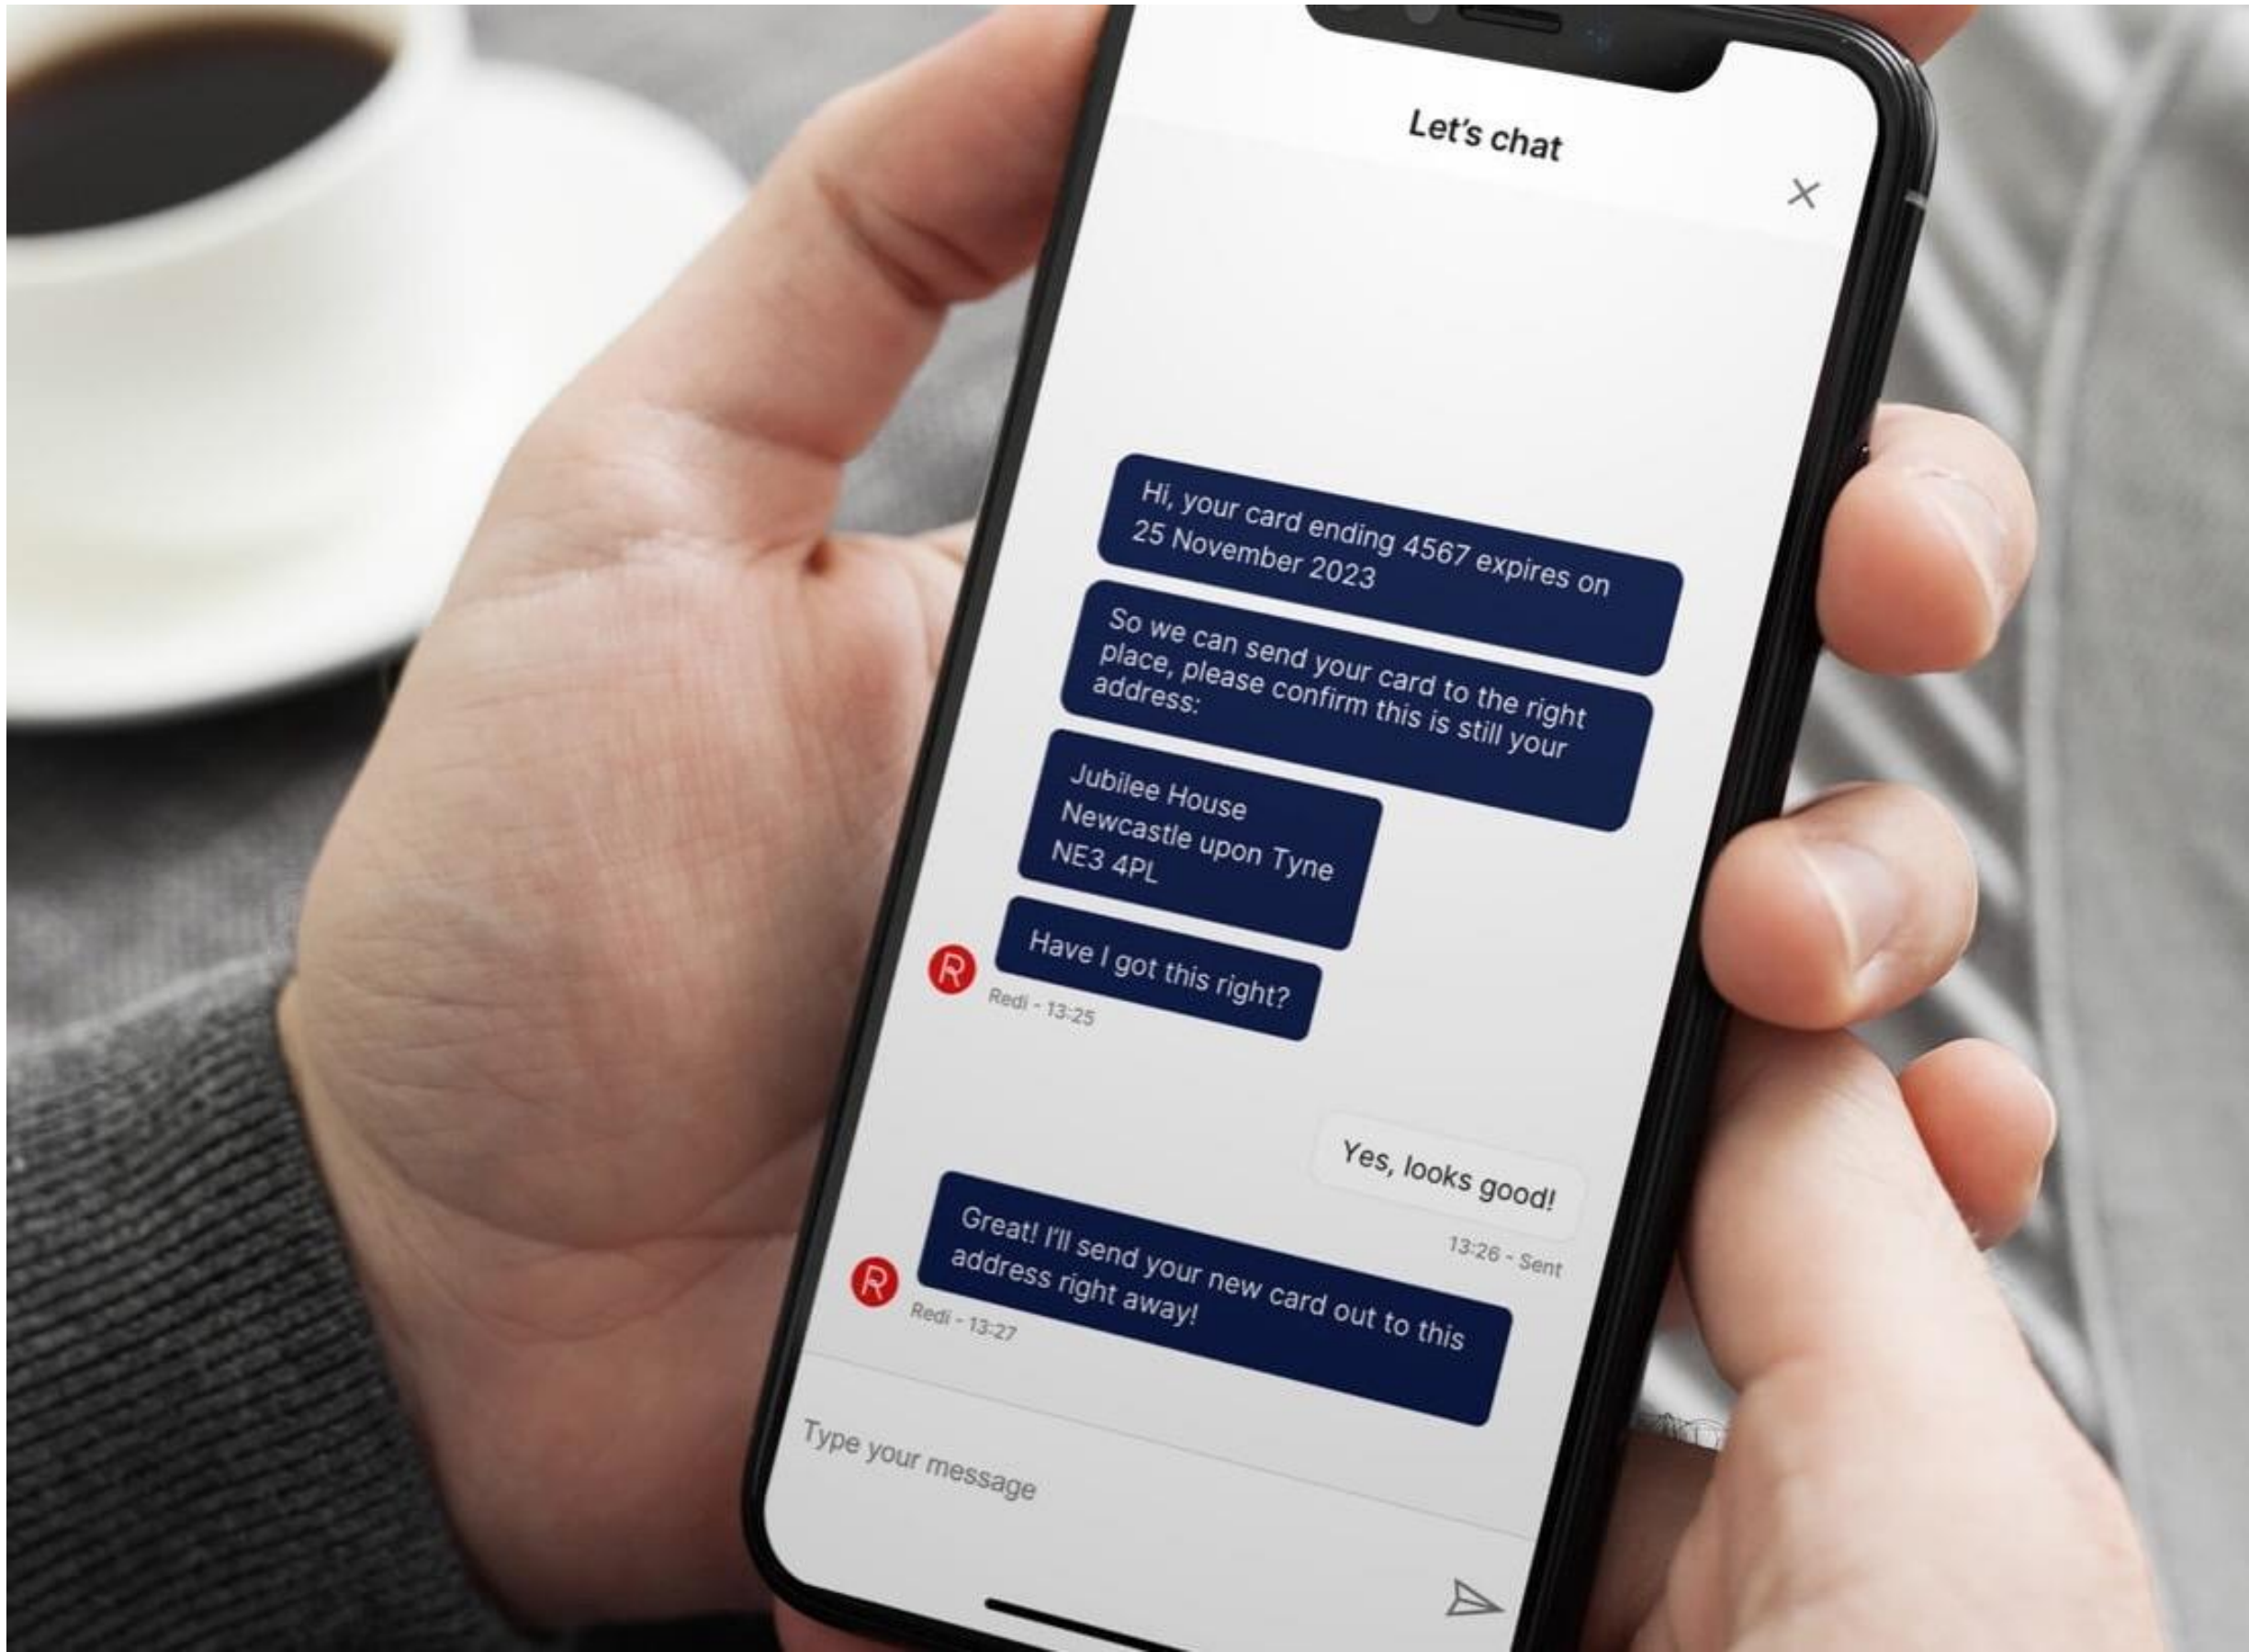 Let's chat
Hi, your card ending 4567 expires on
25 November 2023
So we can send your card to the right
place, please confirm this is still your
address:
Jubilee House
Newcastle upon Tyne
NE3 4PL
Have I got this right?
R
Redi - 13:25
Yes, looks good!
13:26 - Sent
Great! I'll send your new card out to this
address right away!
R
Redi - 13:27
Type your message